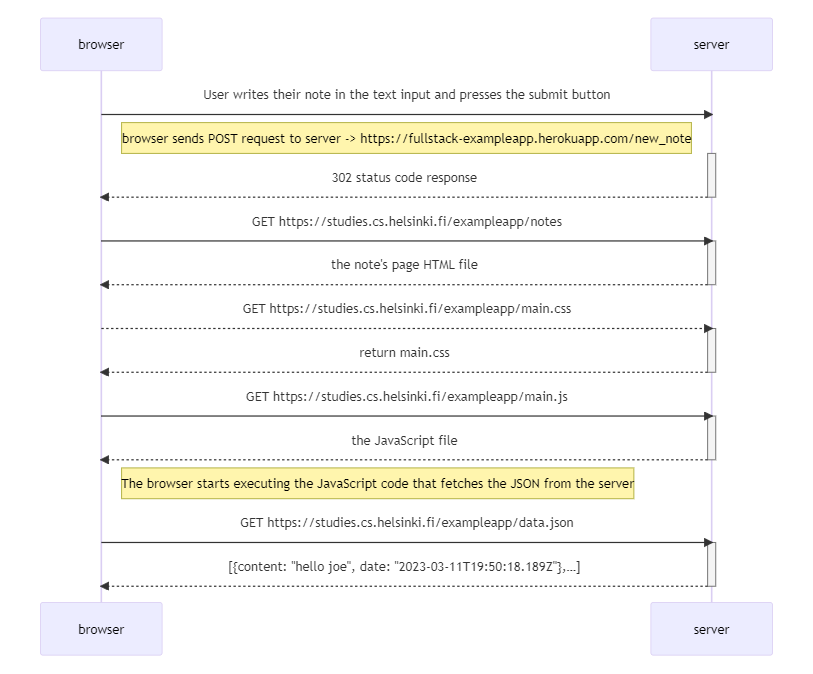 browser server
User writes their note in the text input and presses the submit button
browser sends POST request to server -> https://fullstack-exampleapp.herokuapp.com/new_note
302 status code response
GET https://studies.cs.helsinki.fi/exampleapp/notes
the note's page HTML file
GET https://studies.cs.helsinki.fi/exampleapp/main.css
return main.css
GET https://studies.cs.helsinki.fi/exampleapp/main.js
the JavaScript file
The browser starts executing the JavaScript code that fetches the JSON from the server
GET https://studies.cs.helsinki.fi/exampleapp/data.json
[{content: "hello joe", date: "2023-03-11T19:50:18.189Z"},...]
browser server